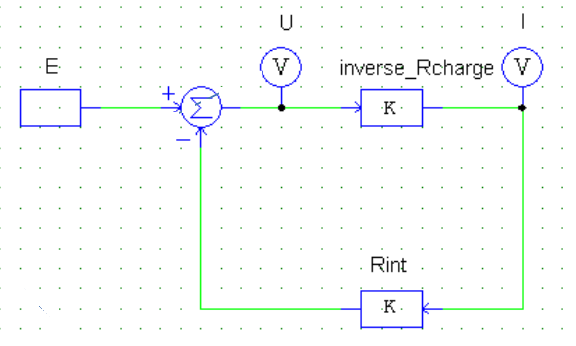 U I
E inverse_Rcharge
V V
+ Σ K
−
Rint
K